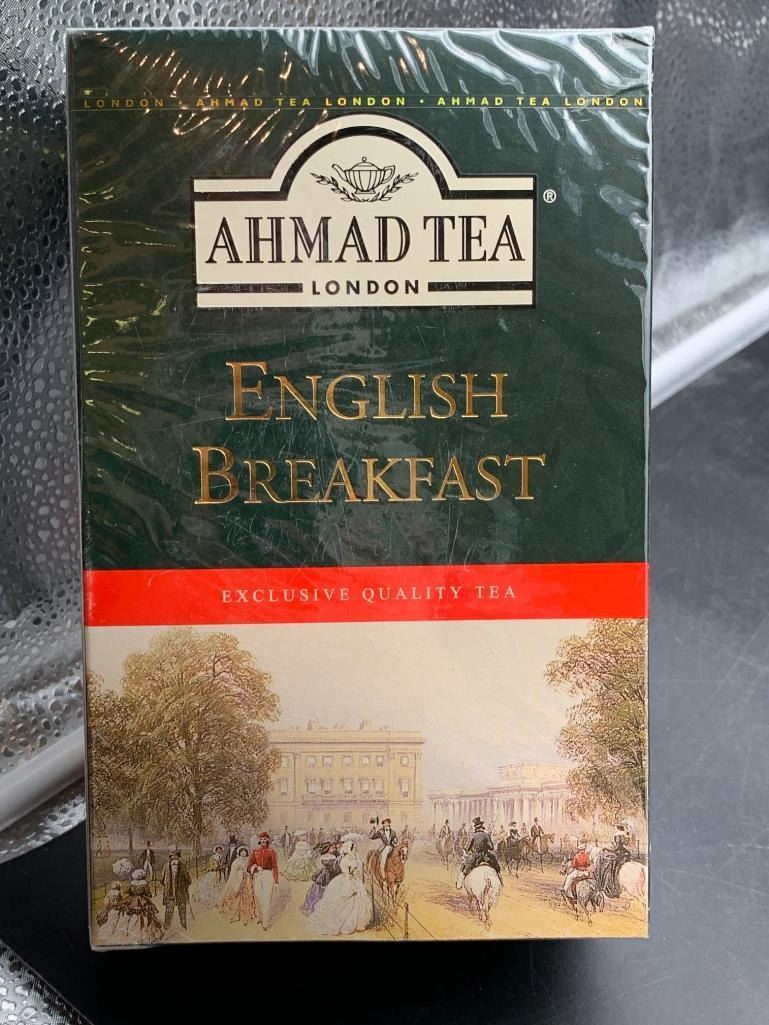 LONDON · AHMAD TEA LONDON · AHMAD TEA LONDON
AHMAD TEA ®
LONDON
ENGLISH
BREAKFAST
EXCLUSIVE QUALITY TEA